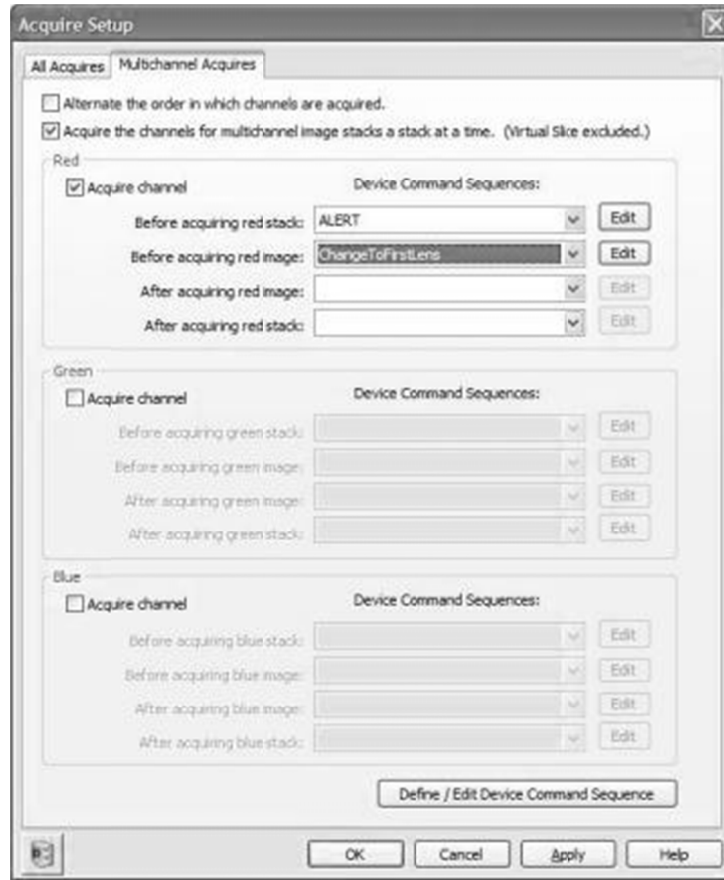 Acquire Setup
All Acquires Multichannel Acquires
Alternate the order in which channels are acquired.
Acquire the channels for multichannel image stacks a stack at a time. (Virtual Slice excluded.)
Red
Acquire channel Device Command Sequences:
Before acquiring red stack: ALERT Edit
Before acquiring red image: ChangeToFirstLens Edit
After acquiring red image: Edit
After acquiring red stack: Edit
Green
Acquire channel Device Command Sequences:
Before acquiring green stack: Edit
Before acquiring green image: Edit
After acquiring green image: Edit
After acquiring green stack: Edit
Blue
Acquire channel Device Command Sequences:
Before acquiring blue stack: Edit
Before acquiring blue image: Edit
After acquiring blue image: Edit
After acquiring blue stack: Edit
Define / Edit Device Command Sequence
OK Cancel Apply Help